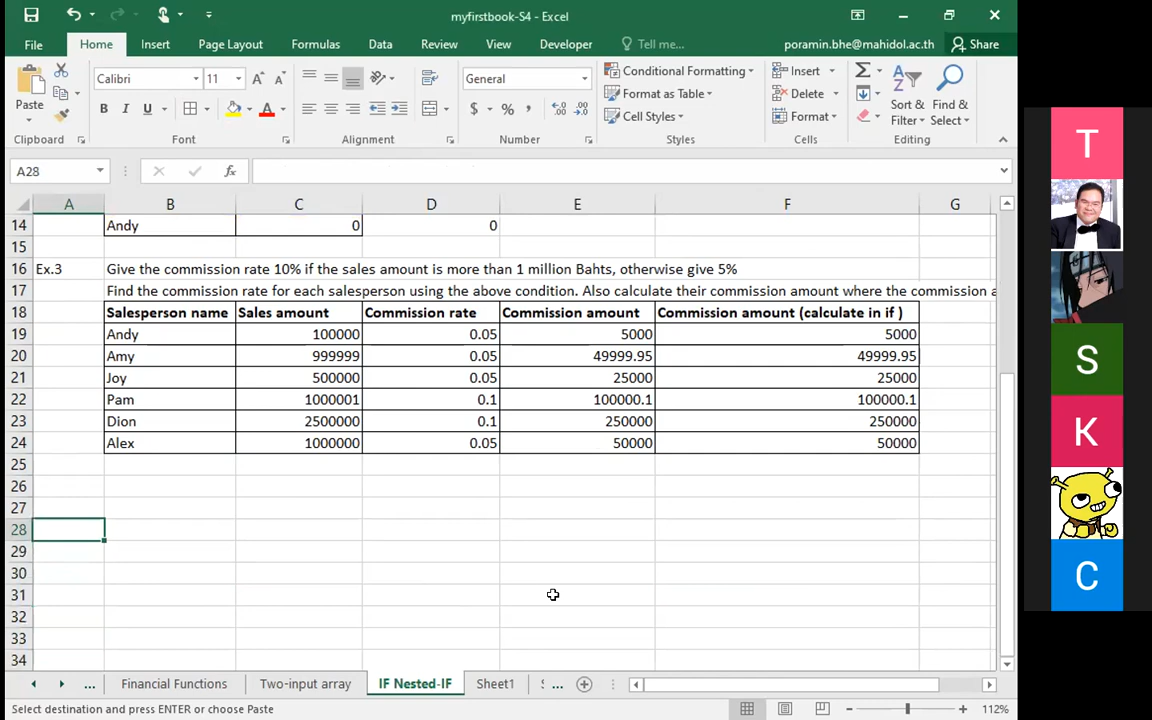 myfirstbook-S4 - Excel
File Home Insert Page Layout Formulas Data Review View Developer Tell me... poramin.bhe@mahidol.ac.th Share
Paste
Calibri 11 A A
B I U A
General
$ % ,
Conditional Formatting
Format as Table
Cell Styles
Insert
Delete
Format
Sort & Filter
Find & Select
Clipboard Font Alignment Number Styles Cells Editing
A28 fx
A B C D E F G
14 Andy 0 0
15
16 Ex.3 Give the commission rate 10% if the sales amount is more than 1 million Bahts, otherwise give 5%
17 Find the commission rate for each salesperson using the above condition. Also calculate their commission amount where the commission a
18 Salesperson name Sales amount Commission rate Commission amount Commission amount (calculate in if )
19 Andy 100000 0.05 5000 5000
20 Amy 999999 0.05 49999.95 49999.95
21 Joy 500000 0.05 25000 25000
22 Pam 1000001 0.1 100000.1 100000.1
23 Dion 2500000 0.1 250000 250000
24 Alex 1000000 0.05 50000 50000
25
26
27
28
29
30
31
32
33
34
... Financial Functions Two-input array IF Nested-IF Sheet1 S ...
Select destination and press ENTER or choose Paste 112%
T
S
K
C